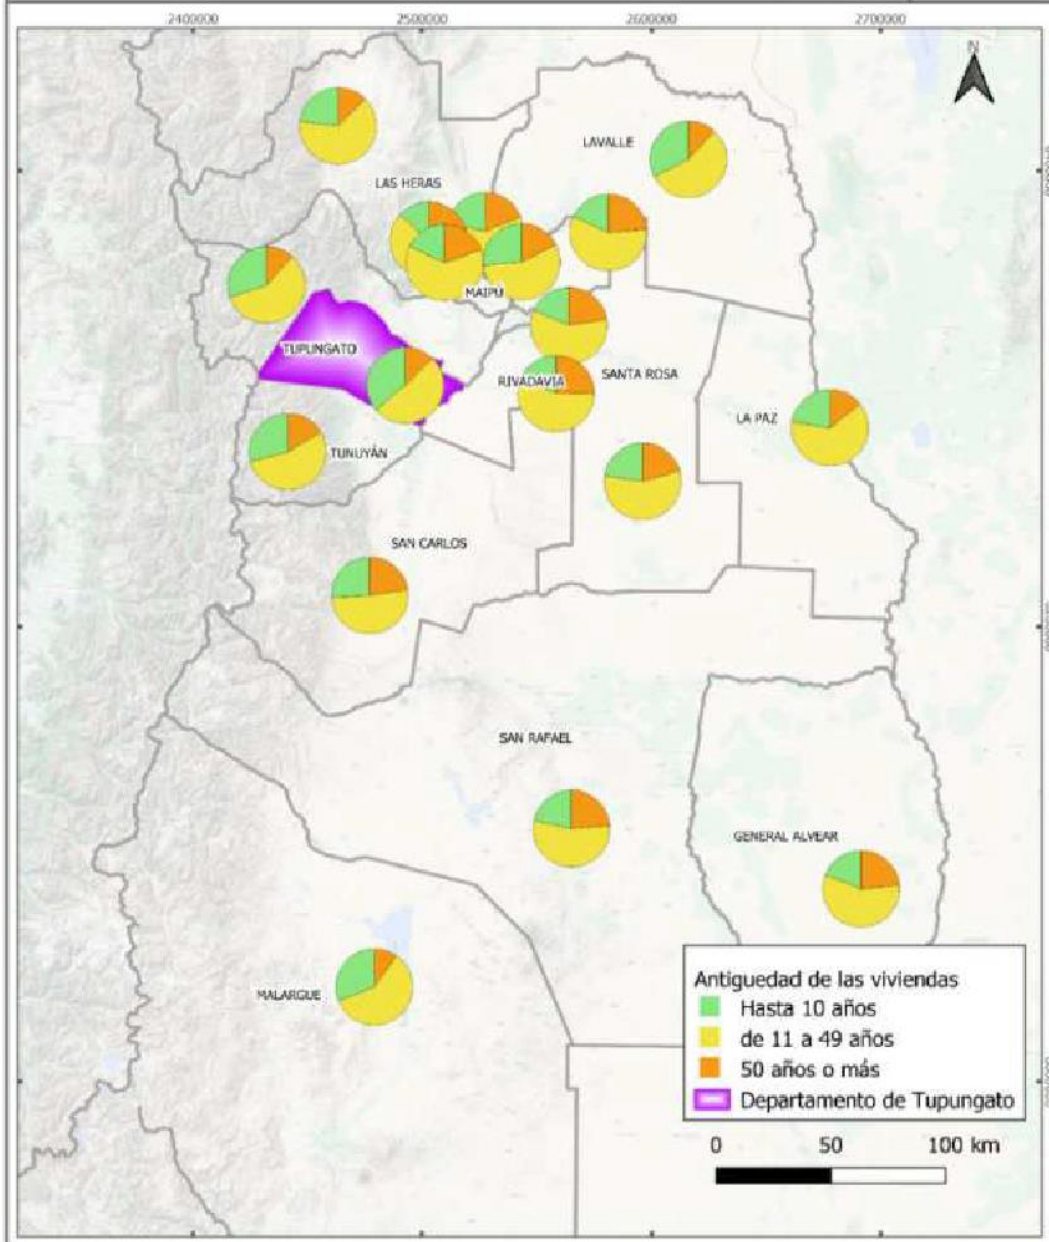 2400000 2500000 2600000 2700000
N
LAVALLE
LAS HERAS
MAIPÚ
TUPUNGATO
RIVADAVIA
SANTA ROSA
LA PAZ
TUNUYÁN
SAN CARLOS
SAN RAFAEL
GENERAL ALVEAR
MALARGUE
Antiguedad de las viviendas
Hasta 10 años
de 11 a 49 años
50 años o más
Departamento de Tupungato
0 50 100 km